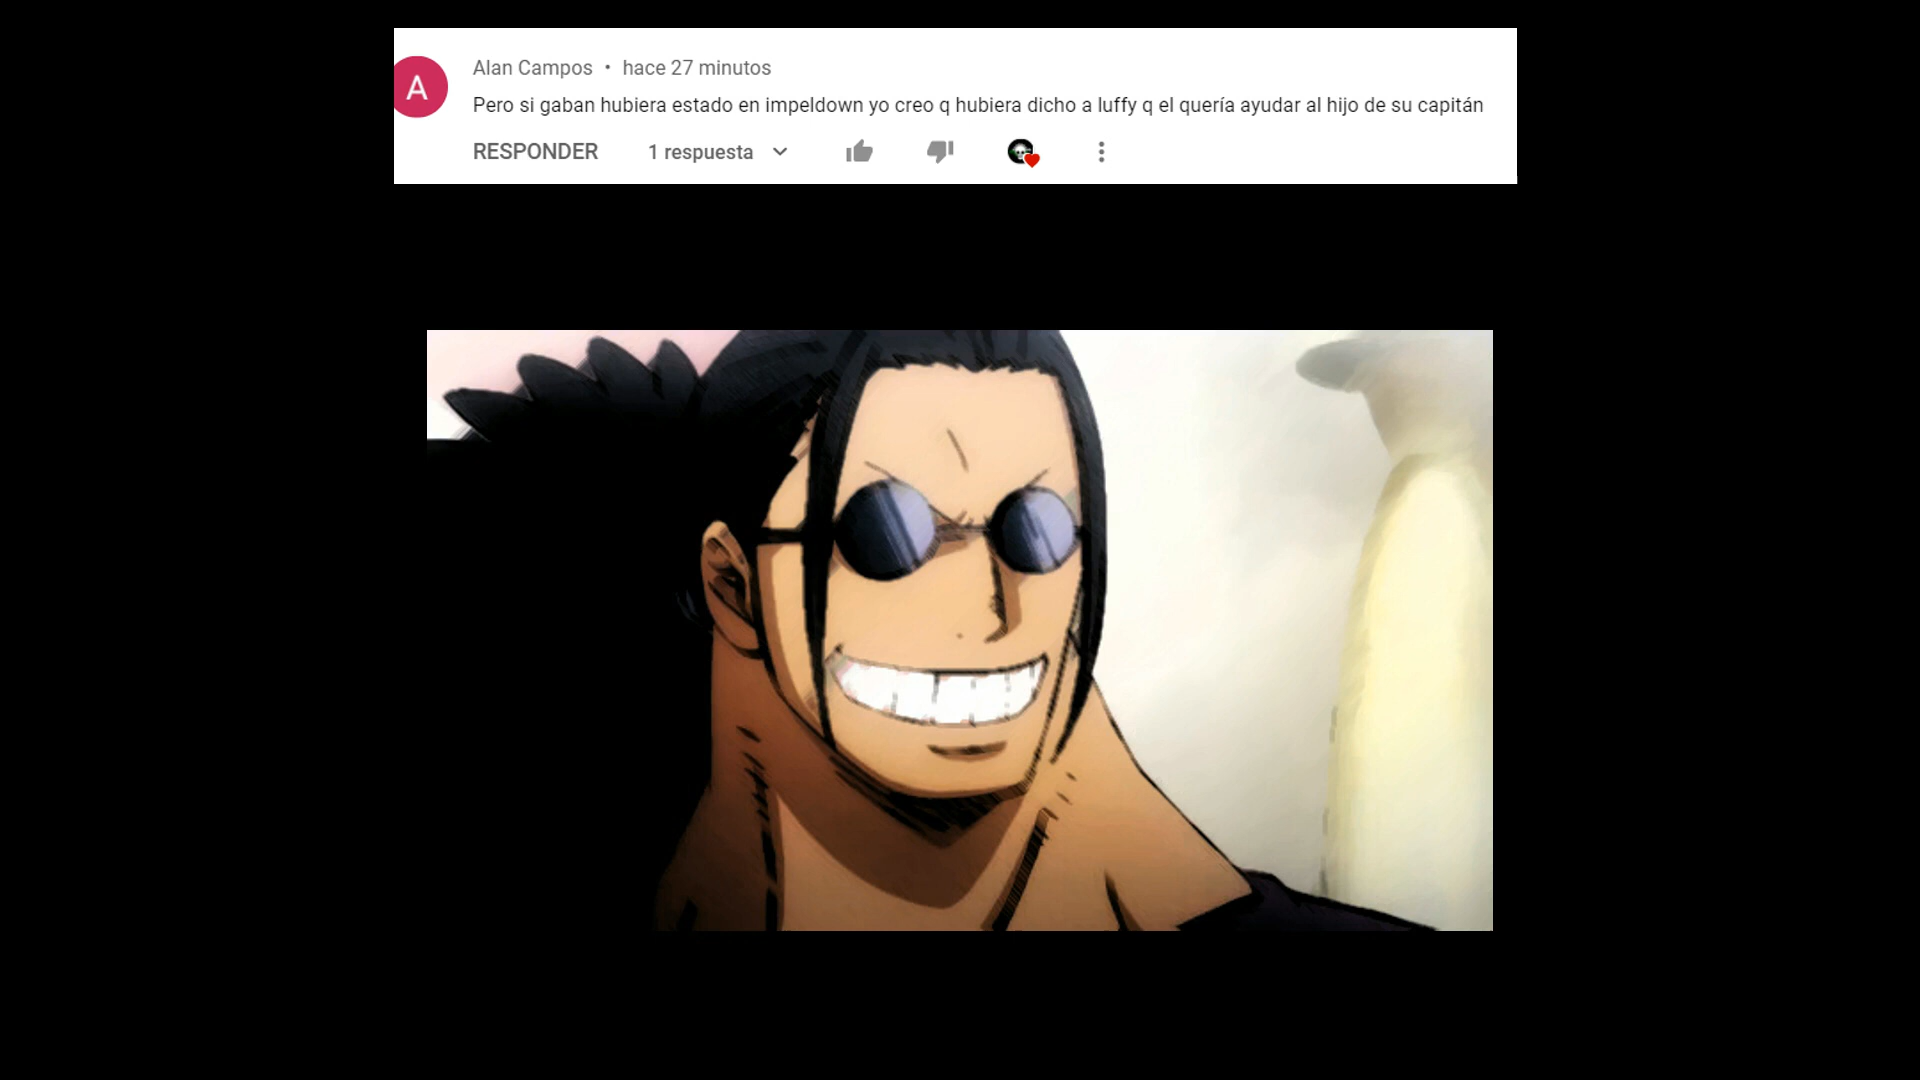 A
Alan Campos • hace 27 minutos
Pero si gaban hubiera estado en impeldown yo creo q hubiera dicho a luffy q el quería ayudar al hijo de su capitán
RESPONDER 1 respuesta